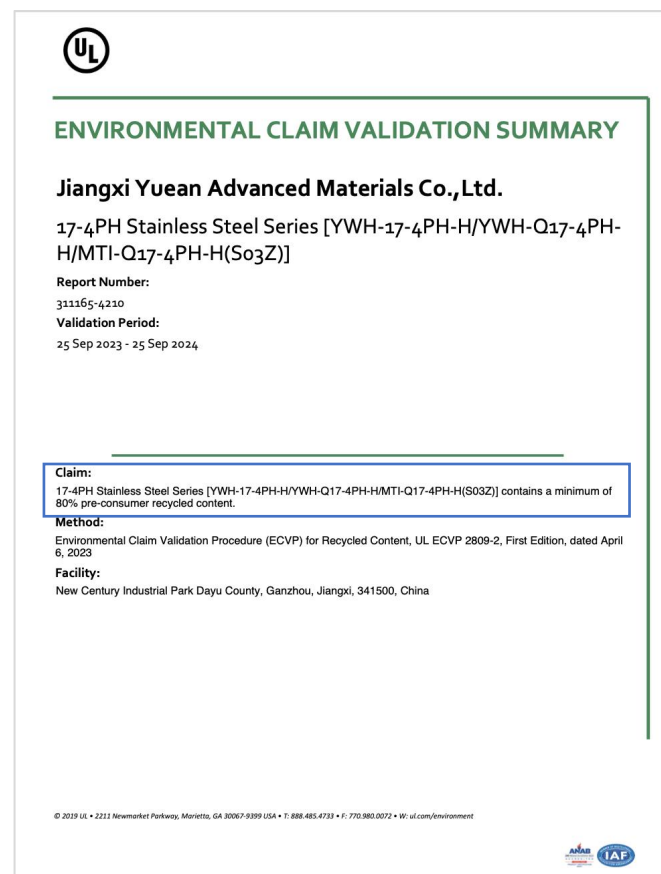 UL
ENVIRONMENTAL CLAIM VALIDATION SUMMARY
Jiangxi Yuean Advanced Materials Co.,Ltd.
17-4PH Stainless Steel Series [YWH-17-4PH-H/YWH-Q17-4PH-
H/MTI-Q17-4PH-H(S03Z)]
Report Number:
311165-4210
Validation Period:
25 Sep 2023 - 25 Sep 2024
Claim:
17-4PH Stainless Steel Series [YWH-17-4PH-H/YWH-Q17-4PH-H/MTI-Q17-4PH-H(S03Z)] contains a minimum of
80% pre-consumer recycled content.
Method:
Environmental Claim Validation Procedure (ECVP) for Recycled Content, UL ECVP 2809-2, First Edition, dated April
6, 2023
Facility:
New Century Industrial Park Dayu County, Ganzhou, Jiangxi, 341500, China
© 2019 UL • 2211 Newmarket Parkway, Marietta, GA 30067-9399 USA • T: 888.485.4733 • F: 770.980.0072 • W: ul.com/environment
ANAB
IAF